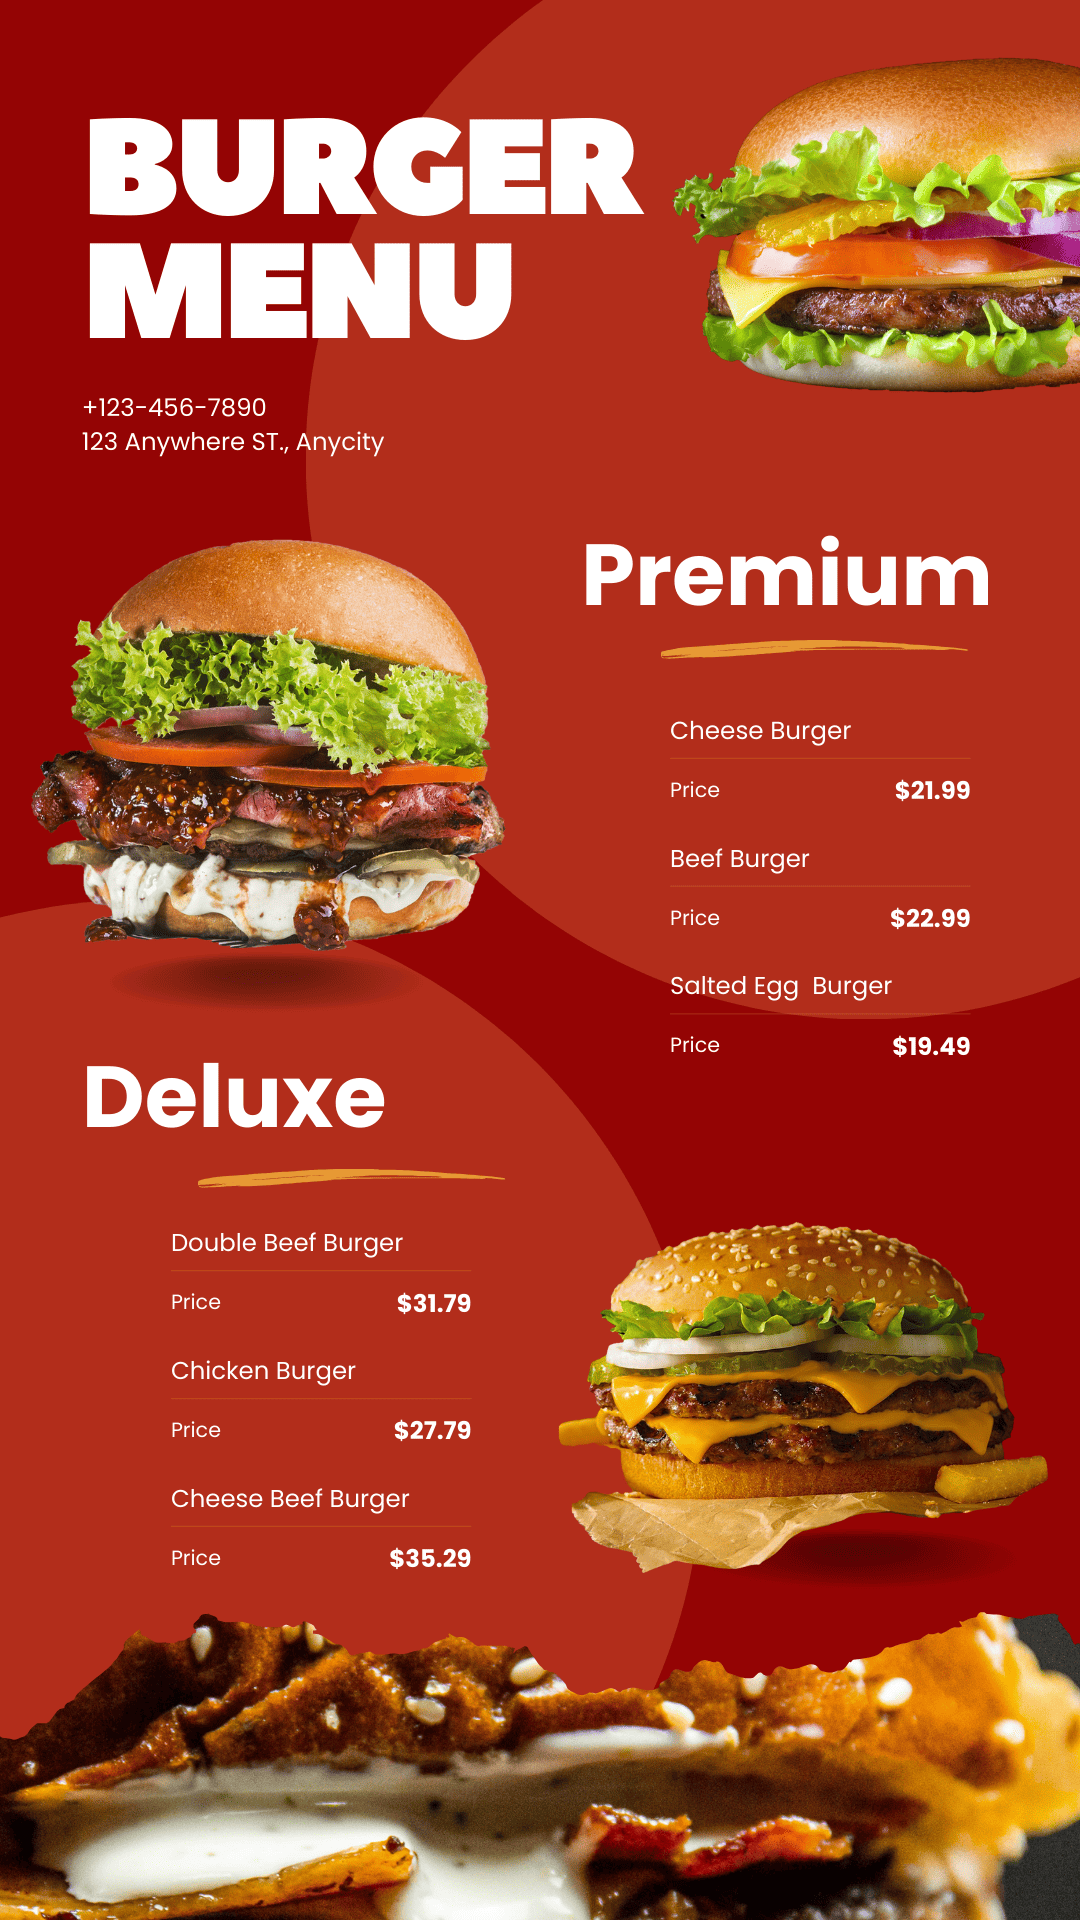 BURGER
MENU
+123-456-7890
123 Anywhere ST., Anycity
Premium
Cheese Burger
Price $21.99
Beef Burger
Price $22.99
Salted Egg  Burger
Price $19.49
Deluxe
Double Beef Burger
Price $31.79
Chicken Burger
Price $27.79
Cheese Beef Burger
Price $35.29